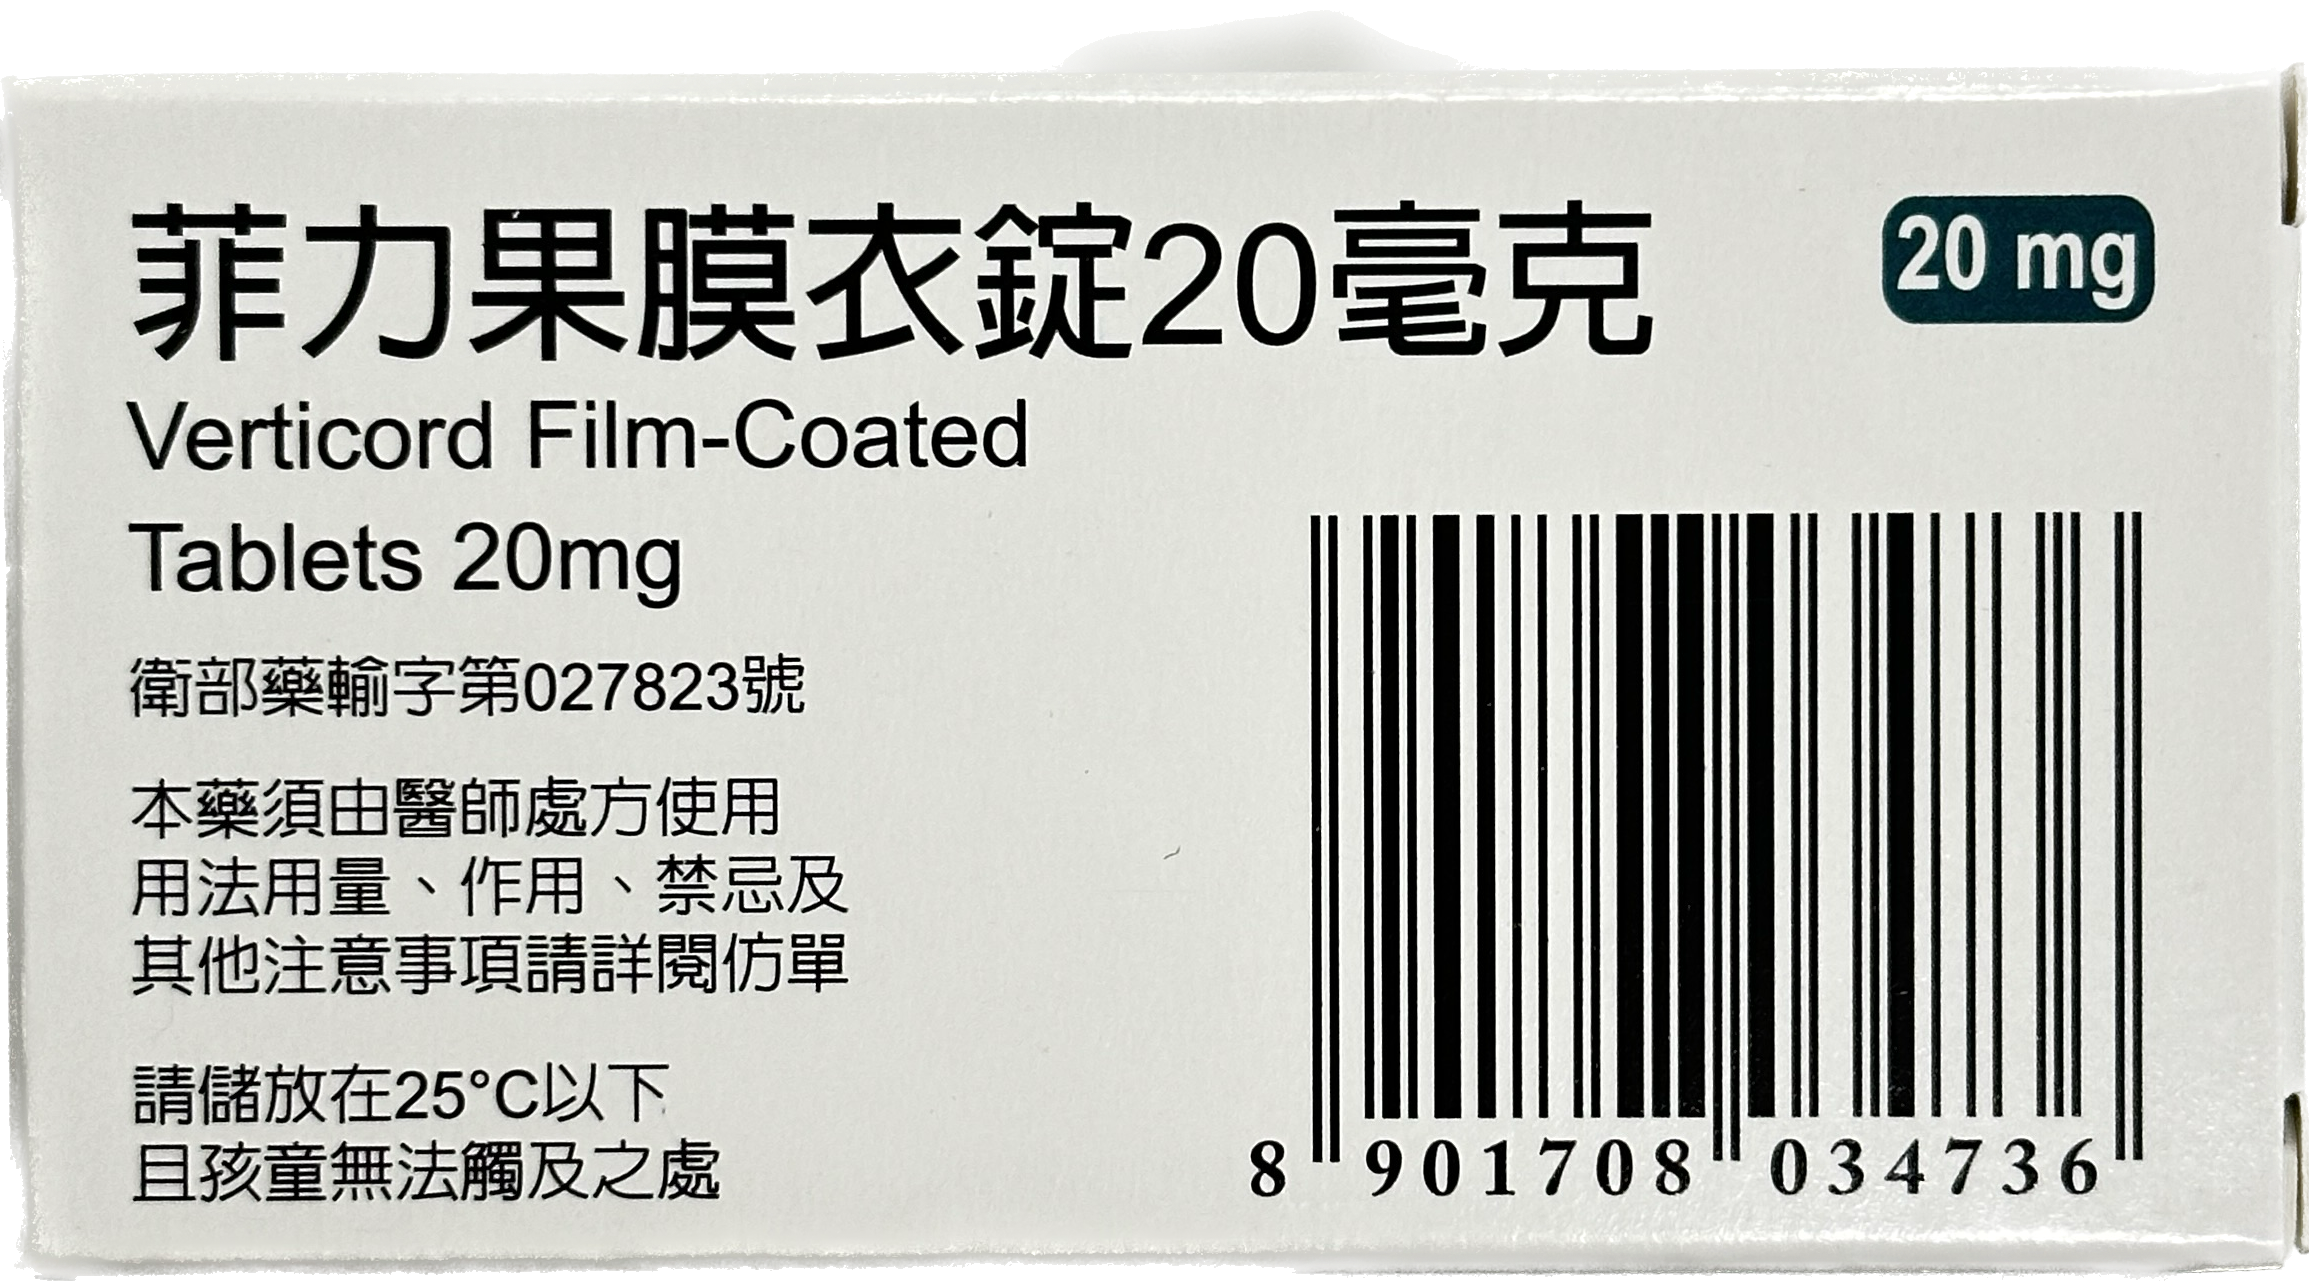 菲力果膜衣錠20毫克
20 mg
Verticord Film-Coated
Tablets 20mg
衛部藥輸字第027823號
本藥須由醫師處方使用
用法用量、作用、禁忌及
其他注意事項請詳閱仿單
請儲放在25°C以下
且孩童無法觸及之處
8 901708 034736